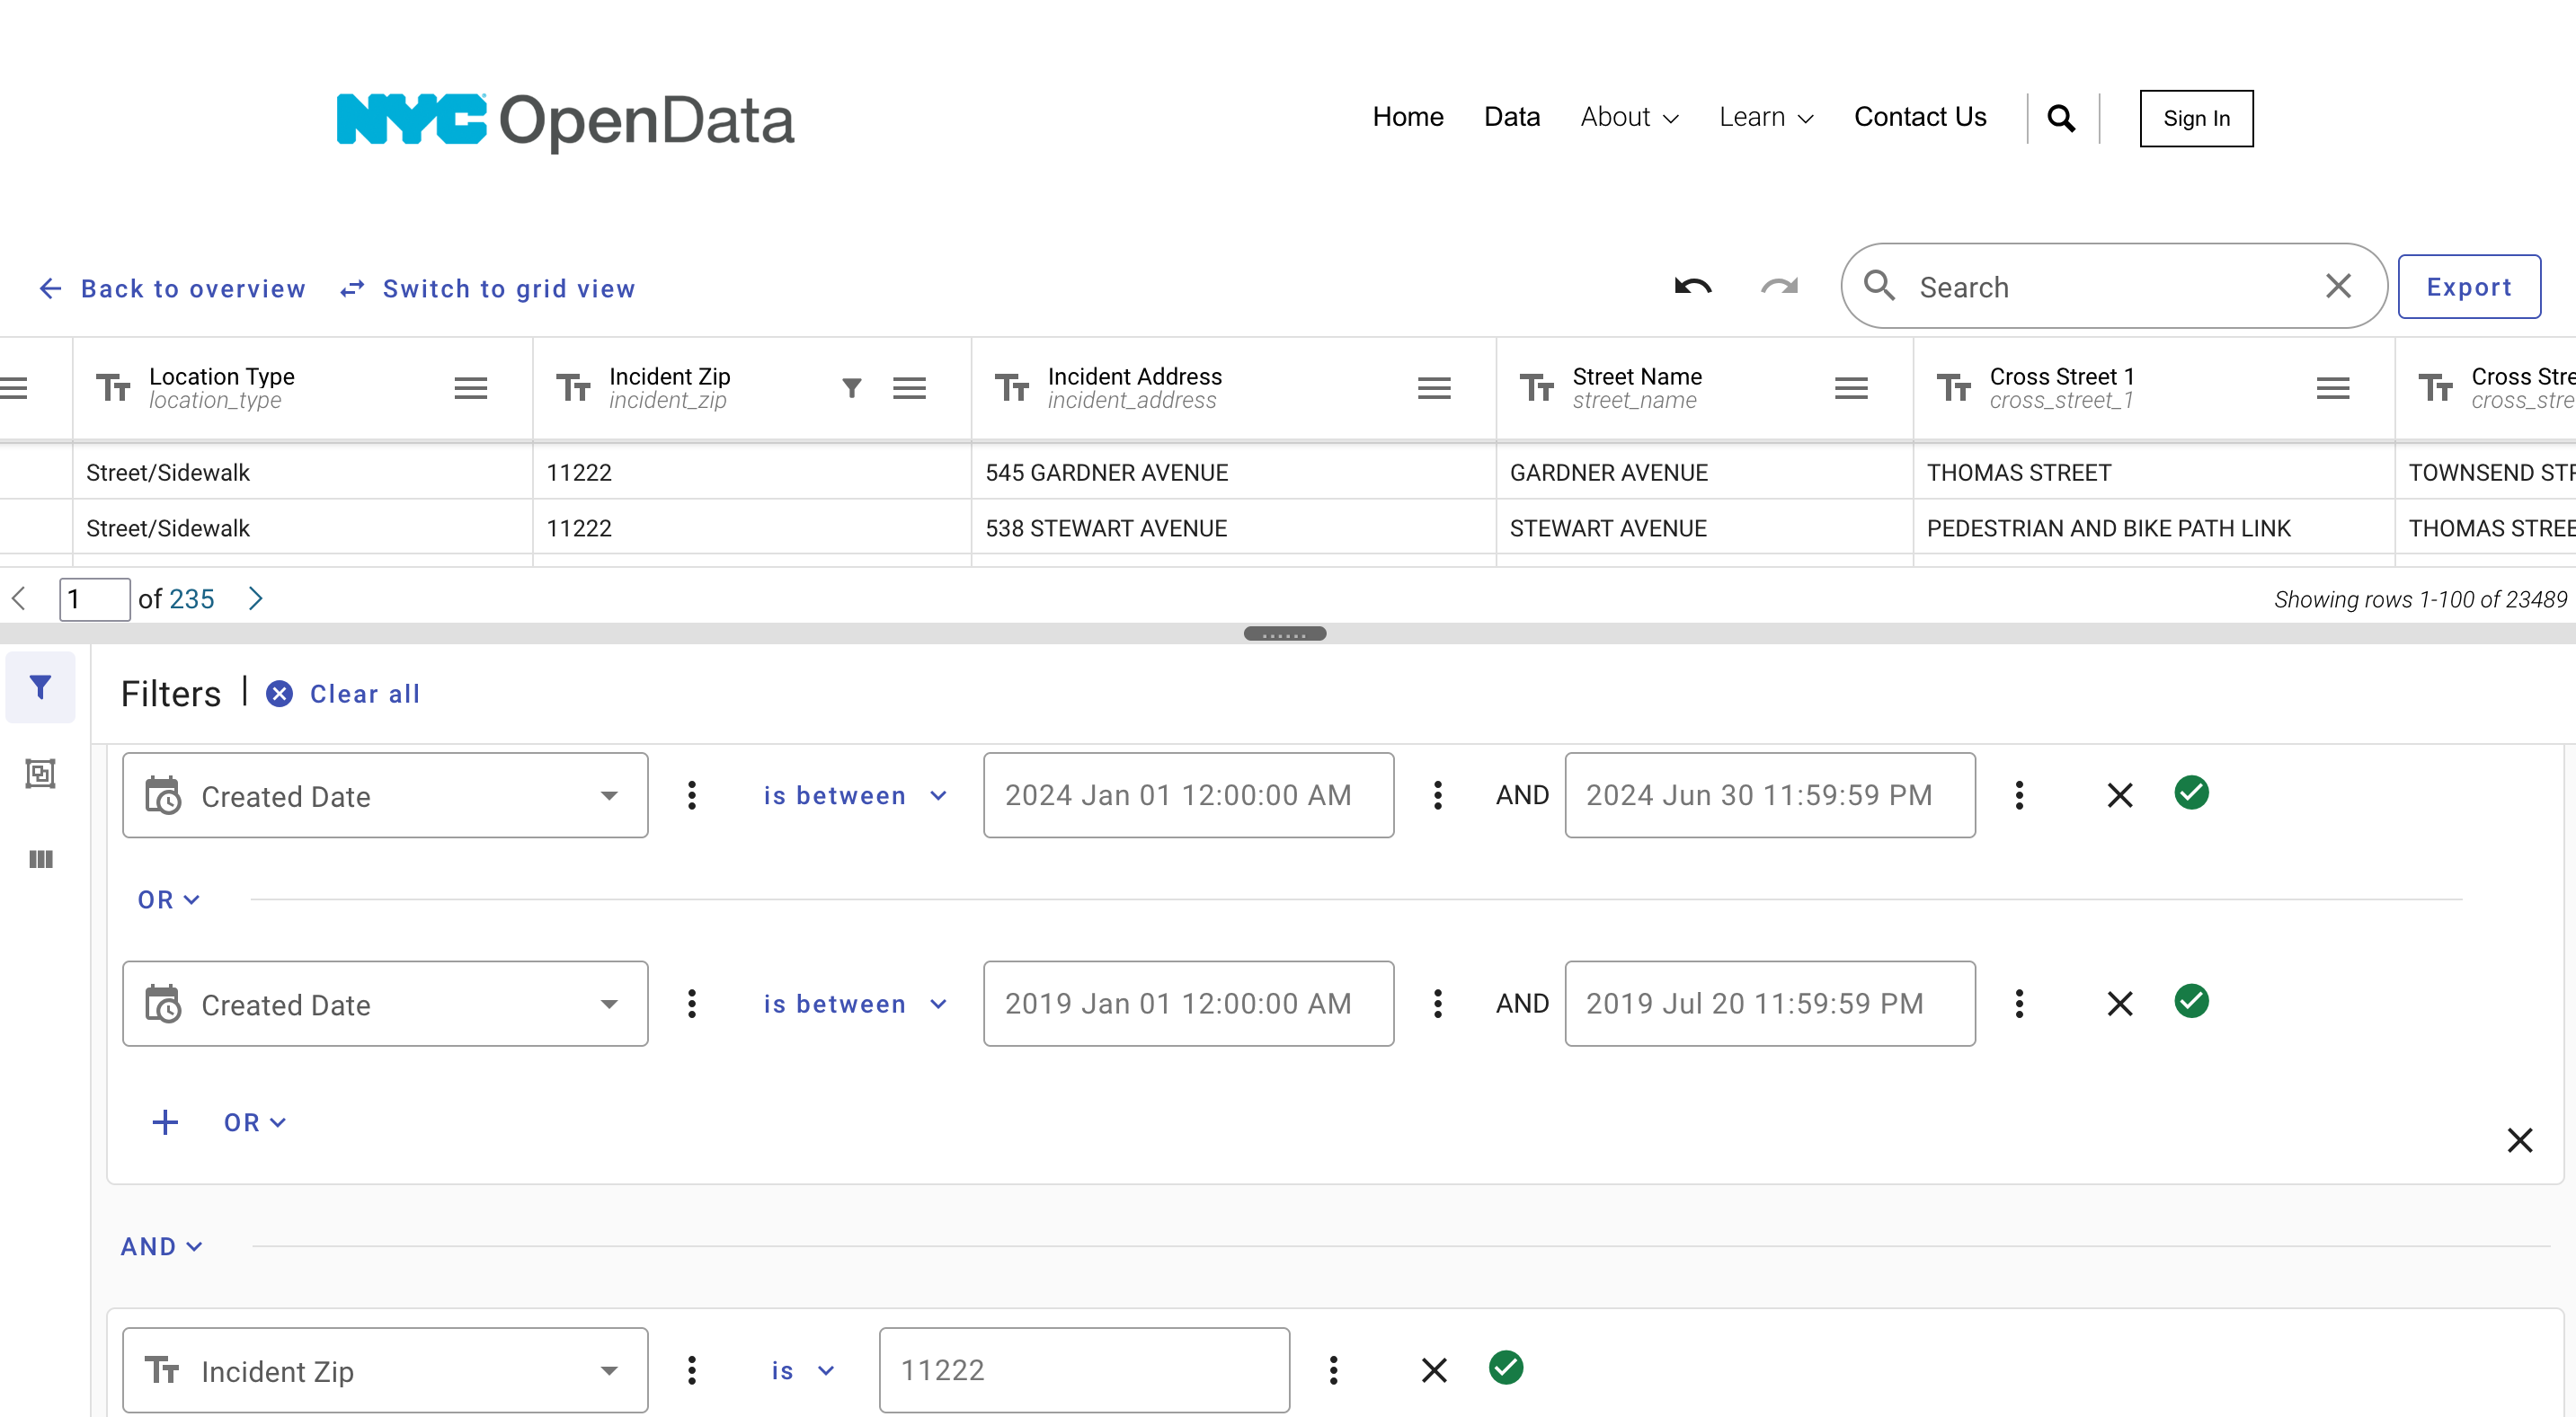 NYC OpenData
Home Data About Learn Contact Us Sign In
Back to overview Switch to grid view Search Export
Location Type Incident Zip Incident Address Street Name Cross Street 1 Cross Stre
location_type incident_zip incident_address street_name cross_street_1 cross_stre
Street/Sidewalk 11222 545 GARDNER AVENUE GARDNER AVENUE THOMAS STREET TOWNSEND STR
Street/Sidewalk 11222 538 STEWART AVENUE STEWART AVENUE PEDESTRIAN AND BIKE PATH LINK THOMAS STREE
1 of 235 Showing rows 1-100 of 23489
Filters Clear all
Created Date is between 2024 Jan 01 12:00:00 AM AND 2024 Jun 30 11:59:59 PM
OR
Created Date is between 2019 Jan 01 12:00:00 AM AND 2019 Jul 20 11:59:59 PM
+ OR
AND
Incident Zip is 11222